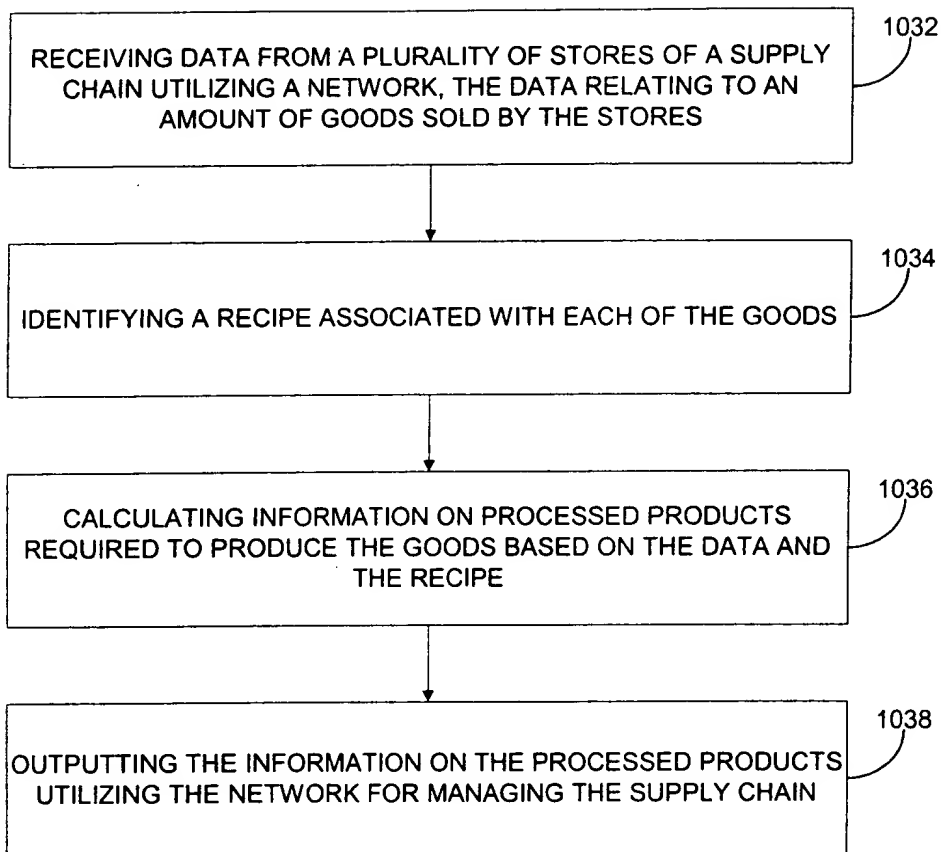 1032
RECEIVING DATA FROM A PLURALITY OF STORES OF A SUPPLY
CHAIN UTILIZING A NETWORK, THE DATA RELATING TO AN
AMOUNT OF GOODS SOLD BY THE STORES
1034
IDENTIFYING A RECIPE ASSOCIATED WITH EACH OF THE GOODS
1036
CALCULATING INFORMATION ON PROCESSED PRODUCTS
REQUIRED TO PRODUCE THE GOODS BASED ON THE DATA AND
THE RECIPE
1038
OUTPUTTING THE INFORMATION ON THE PROCESSED PRODUCTS
UTILIZING THE NETWORK FOR MANAGING THE SUPPLY CHAIN